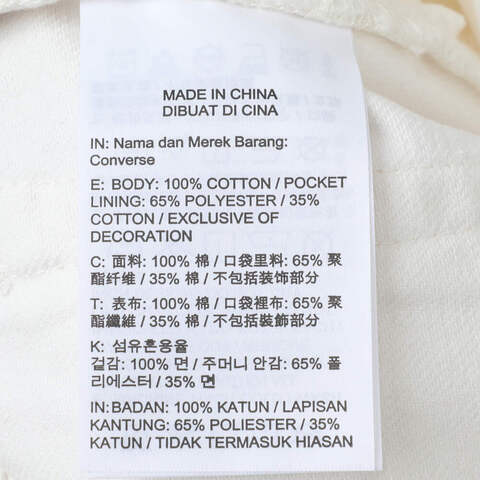 MADE IN CHINA
DIBUAT DI CINA
IN: Nama dan Merek Barang:
Converse
E: BODY: 100% COTTON / POCKET
LINING: 65% POLYESTER / 35%
COTTON / EXCLUSIVE OF
DECORATION
C: 面料: 100% 棉 / 口袋里料: 65% 聚
酯纤维 / 35% 棉 / 不包括装饰部分
T: 表布: 100% 棉 / 口袋裡布: 65% 聚
酯纖維 / 35% 棉 / 不包括裝飾部分
K: 섬유혼용율
겉감: 100% 면 / 주머니 안감: 65% 폴
리에스터 / 35% 면
IN:BADAN: 100% KATUN / LAPISAN
KANTUNG: 65% POLIESTER / 35%
KATUN / TIDAK TERMASUK HIASAN